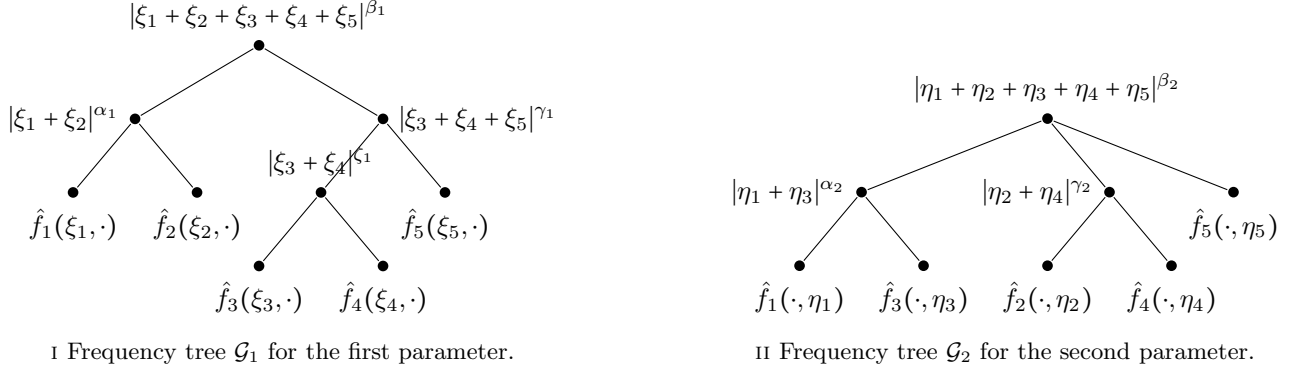 |ξ₁ + ξ₂ + ξ₃ + ξ₄ + ξ₅|^{β₁}
|ξ₁ + ξ₂|^{α₁}
|ξ₃ + ξ₄ + ξ₅|^{γ₁}
|ξ₃ + ξ₄|^{ζ₁}
f̂₁(ξ₁, ·)
f̂₂(ξ₂, ·)
f̂₅(ξ₅, ·)
f̂₃(ξ₃, ·)
f̂₄(ξ₄, ·)
I Frequency tree 𝒢₁ for the first parameter.
|η₁ + η₂ + η₃ + η₄ + η₅|^{β₂}
|η₁ + η₃|^{α₂}
|η₂ + η₄|^{γ₂}
f̂₅(·, η₅)
f̂₁(·, η₁)
f̂₃(·, η₃)
f̂₂(·, η₂)
f̂₄(·, η₄)
II Frequency tree 𝒢₂ for the second parameter.